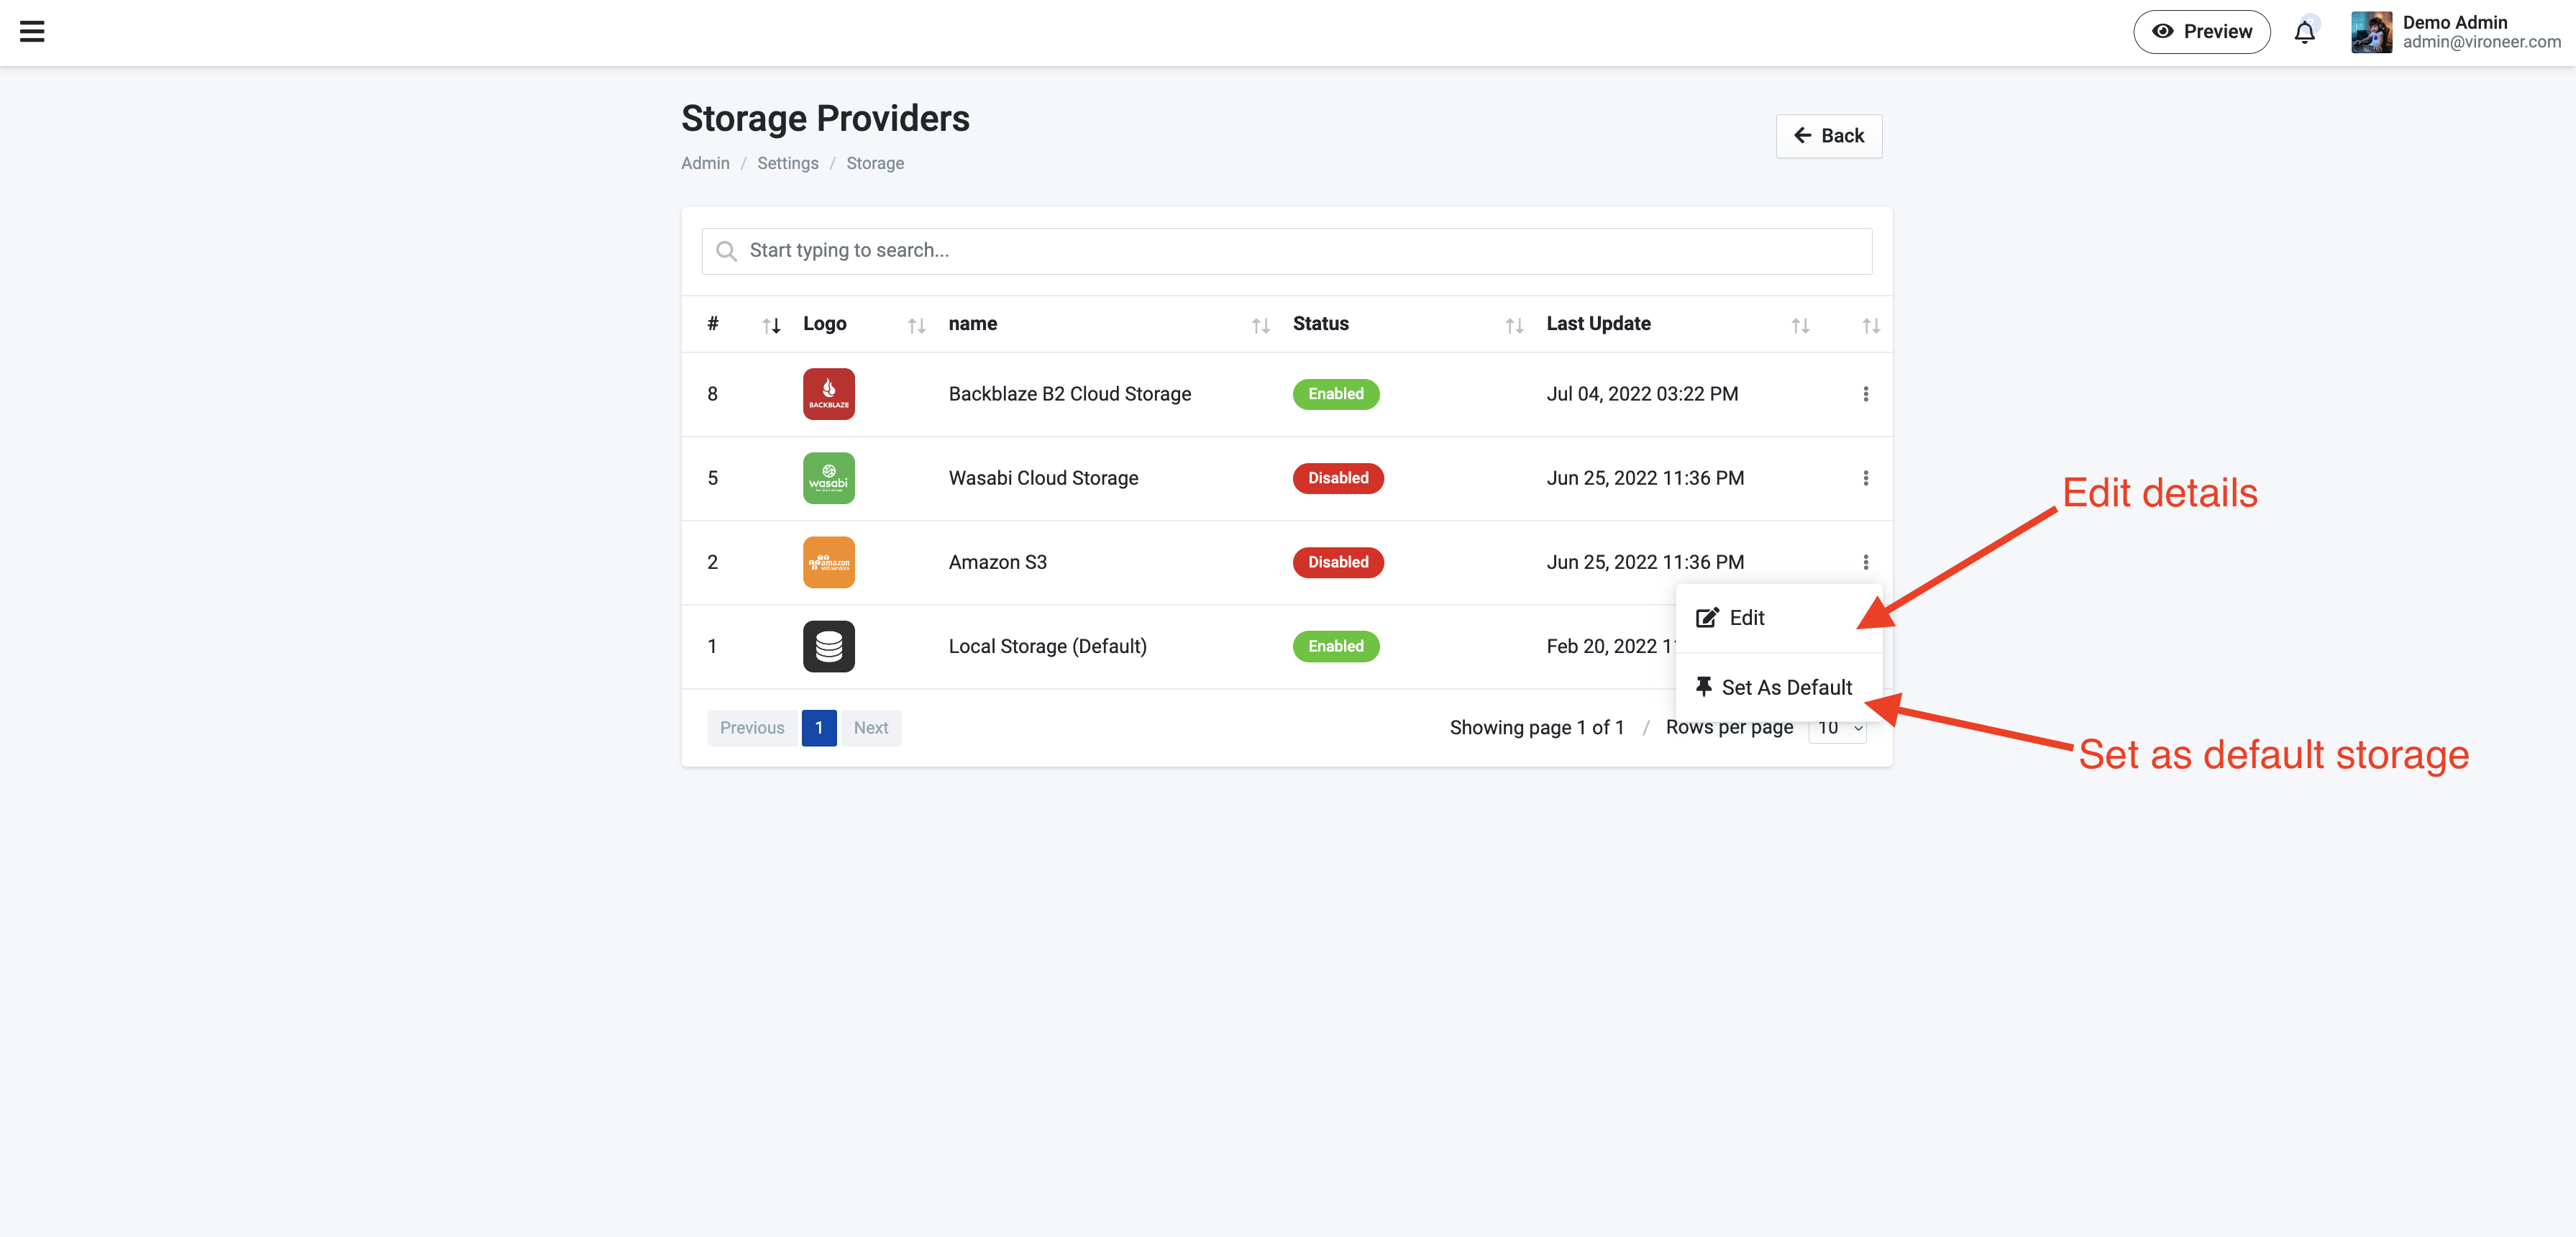 Preview
Demo Admin
admin@vironeer.com
Storage Providers
Admin / Settings / Storage
Back
Start typing to search...
# Logo name Status Last Update
8 BACKBLAZE Backblaze B2 Cloud Storage Enabled Jul 04, 2022 03:22 PM
5 wasabi Wasabi Cloud Storage Disabled Jun 25, 2022 11:36 PM
2 amazon Amazon S3 Disabled Jun 25, 2022 11:36 PM
1 Local Storage (Default) Enabled Feb 20, 2022
Edit
Set As Default
Previous 1 Next
Showing page 1 of 1 / Rows per page 10
Edit details
Set as default storage